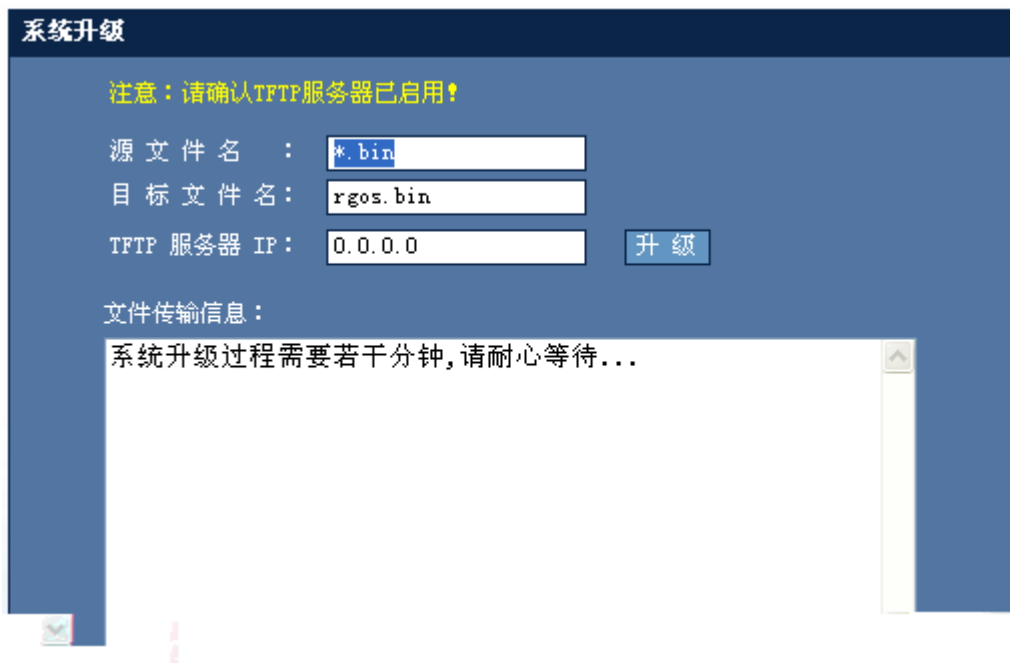 系统升级
注意：请确认TFTP服务器已启用！
源文件名 ： *.bin
目标文件名： rgos.bin
TFTP 服务器 IP： 0.0.0.0 升级
文件传输信息：
系统升级过程需要若干分钟,请耐心等待...